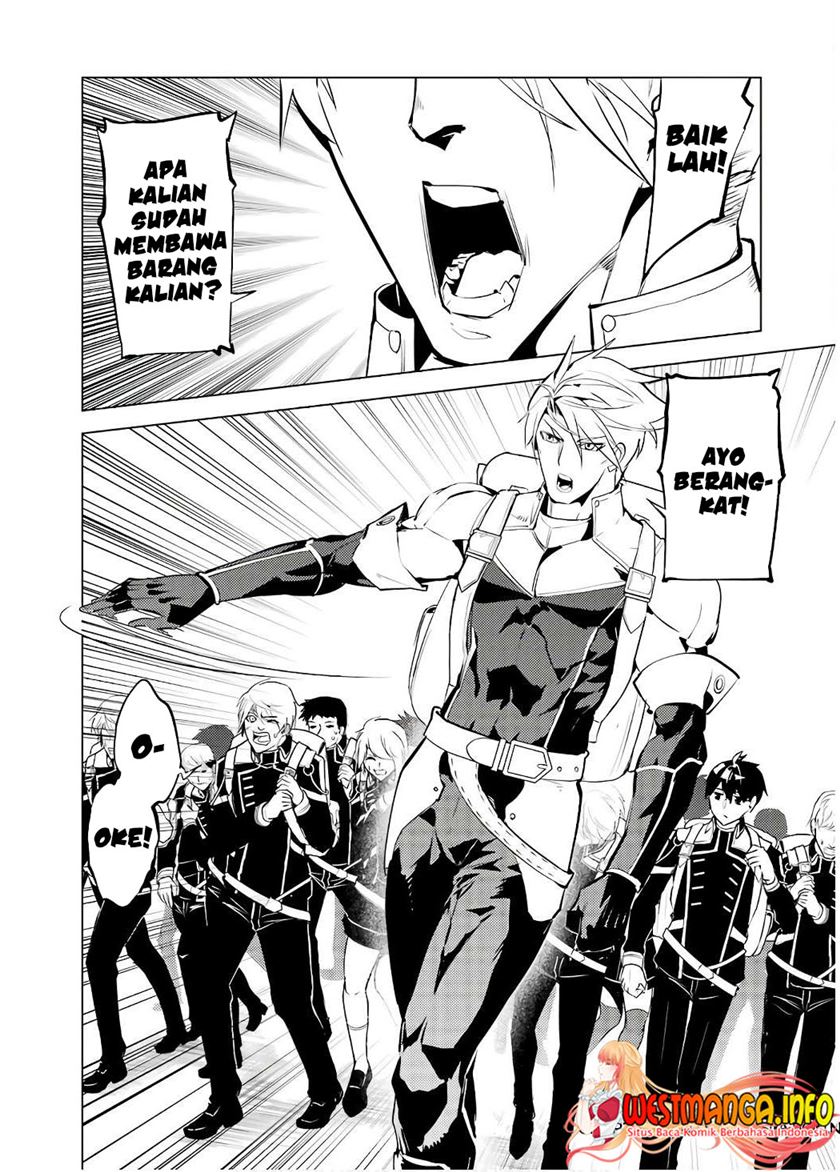 BAIK
LAH!
APA
KALIAN
SUDAH
MEMBAWA
BARANG
KALIAN?
AYO
BERANG-
KAT!
O-
OKE!
WESTMANGA.INFO
Situs Baca Komik Berbahasa Indonesia